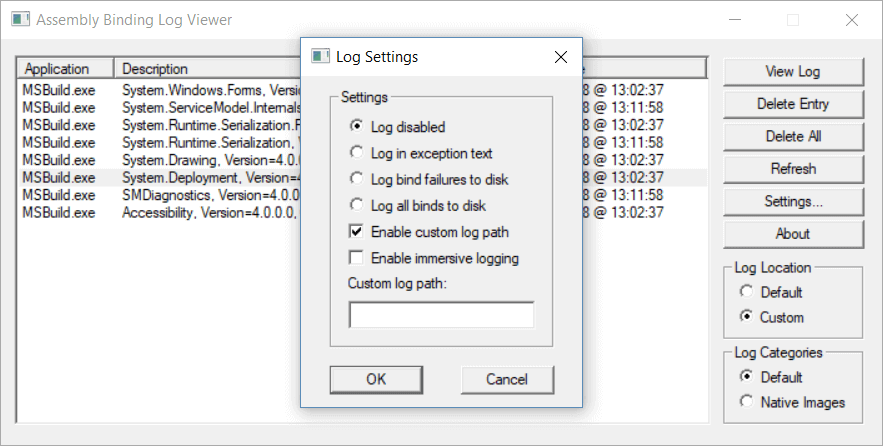 Assembly Binding Log Viewer
Application Description
MSBuild.exe System.Windows.Forms, 8 @ 13:02:37
MSBuild.exe System.ServiceModel.Internals 8 @ 13:11:58
MSBuild.exe System.Runtime.Serialization. 8 @ 13:02:37
MSBuild.exe System.Runtime.Serialization, 8 @ 13:11:58
MSBuild.exe System.Drawing, Version=4.0. 8 @ 13:02:37
MSBuild.exe System.Deployment, Version= 8 @ 13:02:37
MSBuild.exe SMDiagnostics, Version=4.0.0 8 @ 13:11:58
MSBuild.exe Accessibility, Version=4.0.0.0, 8 @ 13:02:37
Log Settings
Settings
Log disabled
Log in exception text
Log bind failures to disk
Log all binds to disk
Enable custom log path
Enable immersive logging
Custom log path:
OK Cancel
View Log
Delete Entry
Delete All
Refresh
Settings...
About
Log Location
Default
Custom
Log Categories
Default
Native Images